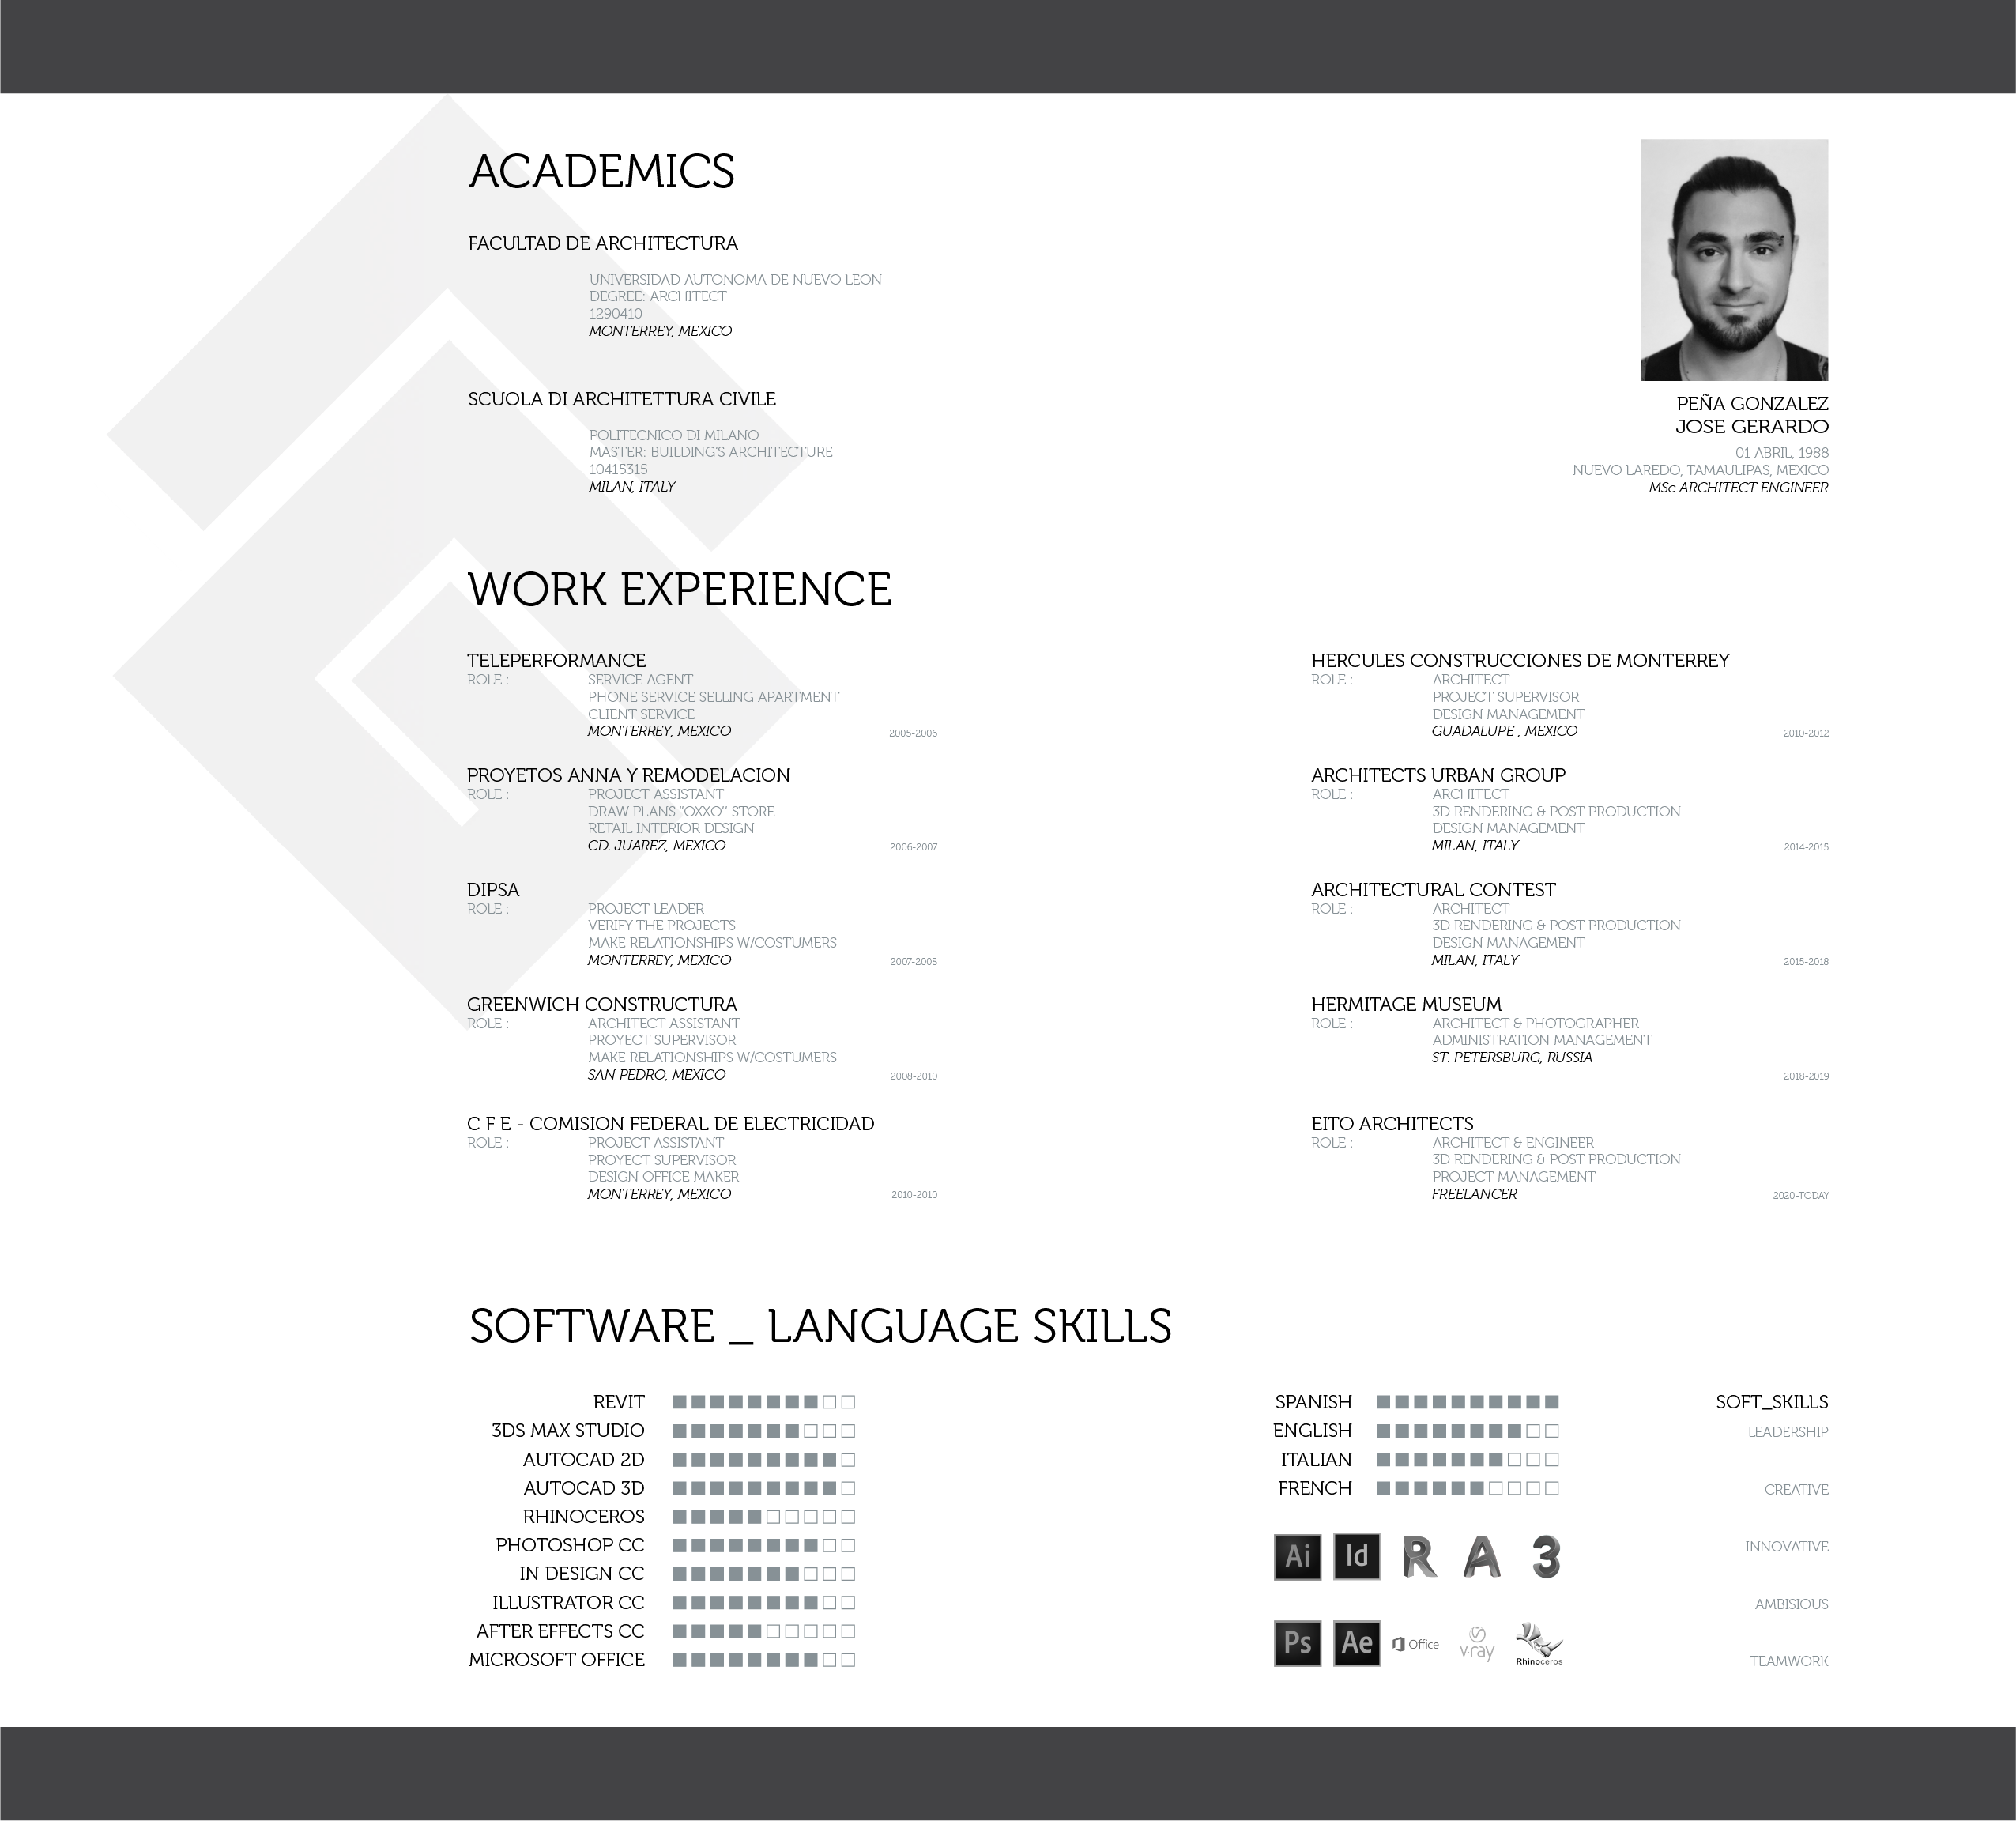 ACADEMICS
FACULTAD DE ARCHITECTURA
UNIVERSIDAD AUTONOMA DE NUEVO LEON
DEGREE: ARCHITECT
1290410
MONTERREY, MEXICO
SCUOLA DI ARCHITETTURA CIVILE
POLITECNICO DI MILANO
MASTER: BUILDING'S ARCHITECTURE
10415315
MILAN, ITALY
PEÑA GONZALEZ
JOSE GERARDO
01 ABRIL, 1988
NUEVO LAREDO, TAMAULIPAS, MEXICO
MSc ARCHITECT ENGINEER
WORK EXPERIENCE
TELEPERFORMANCE
ROLE : SERVICE AGENT
PHONE SERVICE SELLING APARTMENT
CLIENT SERVICE
MONTERREY, MEXICO 2005-2006
PROYETOS ANNA Y REMODELACION
ROLE : PROJECT ASSISTANT
DRAW PLANS "OXXO'' STORE
RETAIL INTERIOR DESIGN
CD. JUAREZ, MEXICO 2006-2007
DIPSA
ROLE : PROJECT LEADER
VERIFY THE PROJECTS
MAKE RELATIONSHIPS W/COSTUMERS
MONTERREY, MEXICO 2007-2008
GREENWICH CONSTRUCTURA
ROLE : ARCHITECT ASSISTANT
PROYECT SUPERVISOR
MAKE RELATIONSHIPS W/COSTUMERS
SAN PEDRO, MEXICO 2008-2010
C F E - COMISION FEDERAL DE ELECTRICIDAD
ROLE : PROJECT ASSISTANT
PROYECT SUPERVISOR
DESIGN OFFICE MAKER
MONTERREY, MEXICO 2010-2010
HERCULES CONSTRUCCIONES DE MONTERREY
ROLE : ARCHITECT
PROJECT SUPERVISOR
DESIGN MANAGEMENT
GUADALUPE , MEXICO 2010-2012
ARCHITECTS URBAN GROUP
ROLE : ARCHITECT
3D RENDERING & POST PRODUCTION
DESIGN MANAGEMENT
MILAN, ITALY 2014-2015
ARCHITECTURAL CONTEST
ROLE : ARCHITECT
3D RENDERING & POST PRODUCTION
DESIGN MANAGEMENT
MILAN, ITALY 2015-2018
HERMITAGE MUSEUM
ROLE : ARCHITECT & PHOTOGRAPHER
ADMINISTRATION MANAGEMENT
ST. PETERSBURG, RUSSIA
2018-2019
EITO ARCHITECTS
ROLE : ARCHITECT & ENGINEER
3D RENDERING & POST PRODUCTION
PROJECT MANAGEMENT
FREELANCER 2020-TODAY
SOFTWARE _ LANGUAGE SKILLS
REVIT
3DS MAX STUDIO
AUTOCAD 2D
AUTOCAD 3D
RHINOCEROS
PHOTOSHOP CC
IN DESIGN CC
ILLUSTRATOR CC
AFTER EFFECTS CC
MICROSOFT OFFICE
SPANISH
ENGLISH
ITALIAN
FRENCH
Ai Id R A 3
Ps Ae Office v·ray Rhinoceros
SOFT_SKILLS
LEADERSHIP
CREATIVE
INNOVATIVE
AMBISIOUS
TEAMWORK